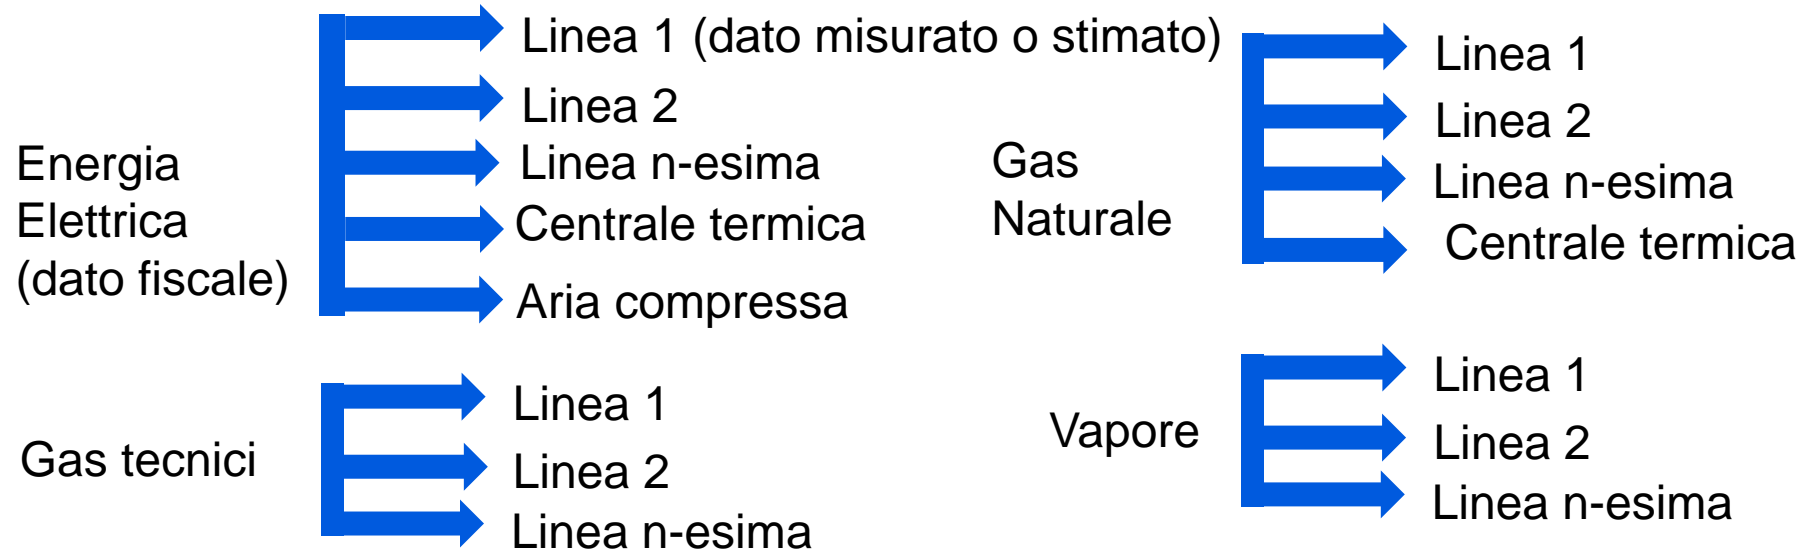 Energia
Elettrica
(dato fiscale)
Linea 1 (dato misurato o stimato)
Linea 2
Linea n-esima
Centrale termica
Aria compressa
Gas
Naturale
Linea 1
Linea 2
Linea n-esima
Centrale termica
Gas tecnici
Linea 1
Linea 2
Linea n-esima
Vapore
Linea 1
Linea 2
Linea n-esima